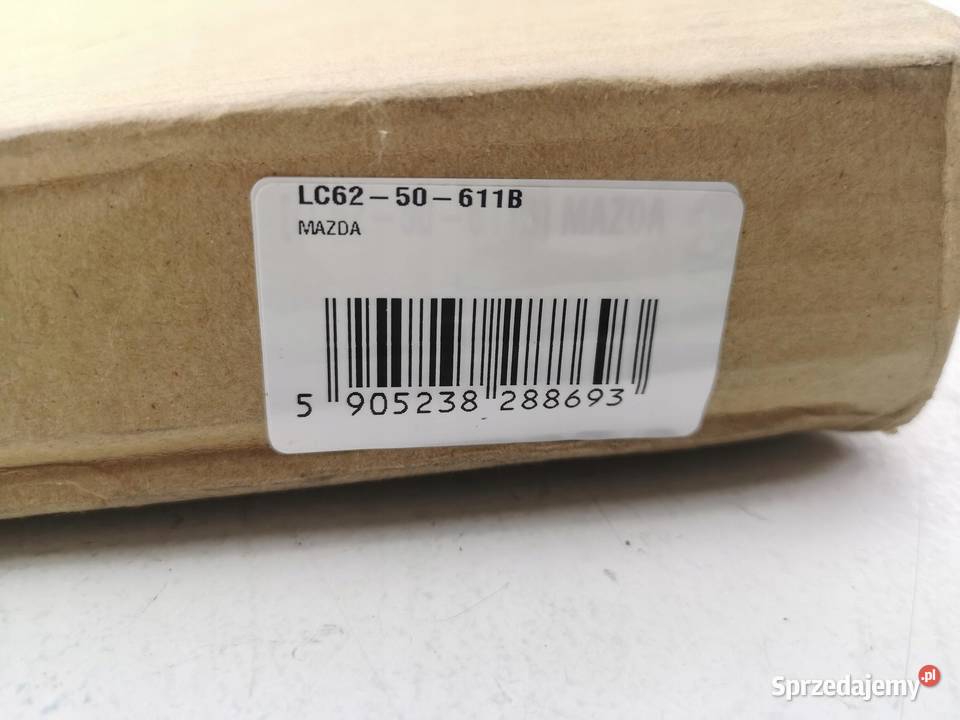 LC62-50-611B
MAZDA
5 905238 288693
Sprzedajemy.pl